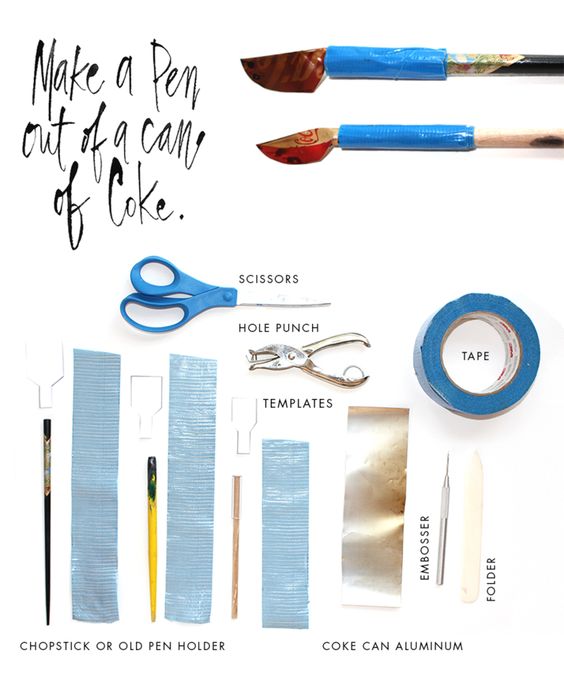 Make a Pen
out of a can
of Coke.
SCISSORS
HOLE PUNCH
TAPE
TEMPLATES
EMBOSSER
FOLDER
CHOPSTICK OR OLD PEN HOLDER
COKE CAN ALUMINUM